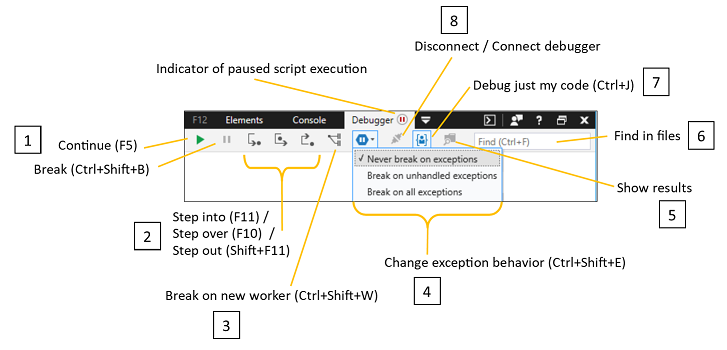 8
Disconnect / Connect debugger
Indicator of paused script execution
Debug just my code (Ctrl+J)
7
F12 Elements Console Debugger ?
1
Continue (F5)
Break (Ctrl+Shift+B)
Find (Ctrl+F)
Find in files
6
Never break on exceptions
Break on unhandled exceptions
Break on all exceptions
Show results
5
2
Step into (F11) /
Step over (F10) /
Step out (Shift+F11)
Change exception behavior (Ctrl+Shift+E)
4
Break on new worker (Ctrl+Shift+W)
3